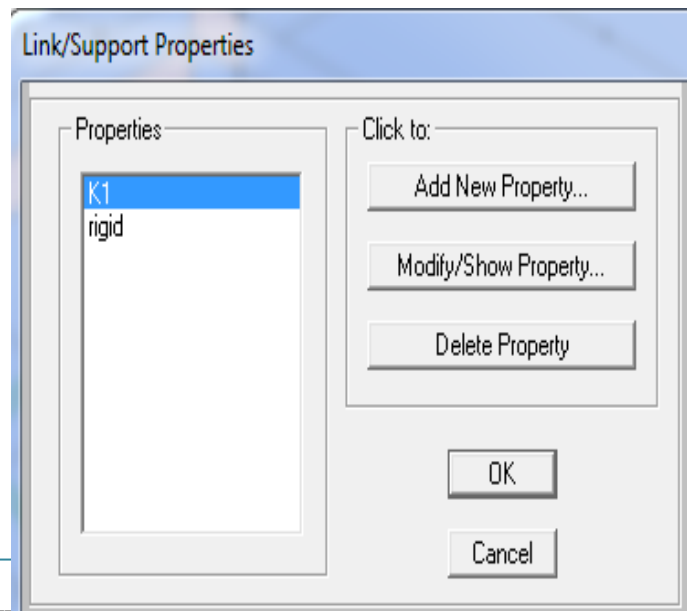 Link/Support Properties
Properties
K1
rigid
Click to:
Add New Property...
Modify/Show Property...
Delete Property
OK
Cancel